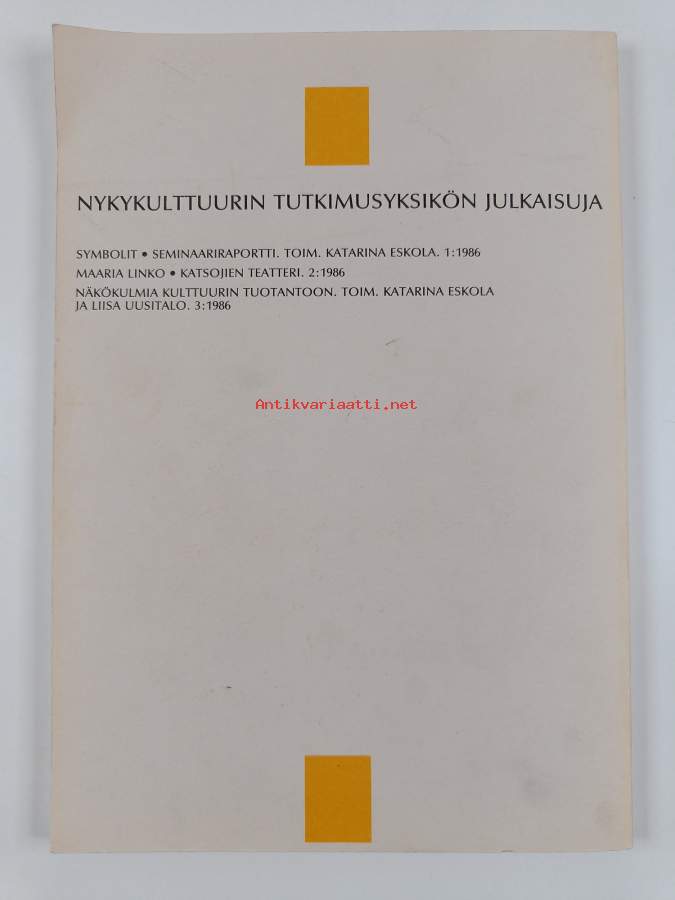 NYKYKULTTUURIN TUTKIMUSYKSIKÖN JULKAISUJA
SYMBOLIT • SEMINAARIRAPORTTI. TOIM. KATARINA ESKOLA. 1:1986
MAARIA LINKO • KATSOJIEN TEATTERI. 2:1986
NÄKÖKULMIA KULTTUURIN TUOTANTOON. TOIM. KATARINA ESKOLA
JA LIISA UUSITALO. 3:1986
Antikvariaatti.net